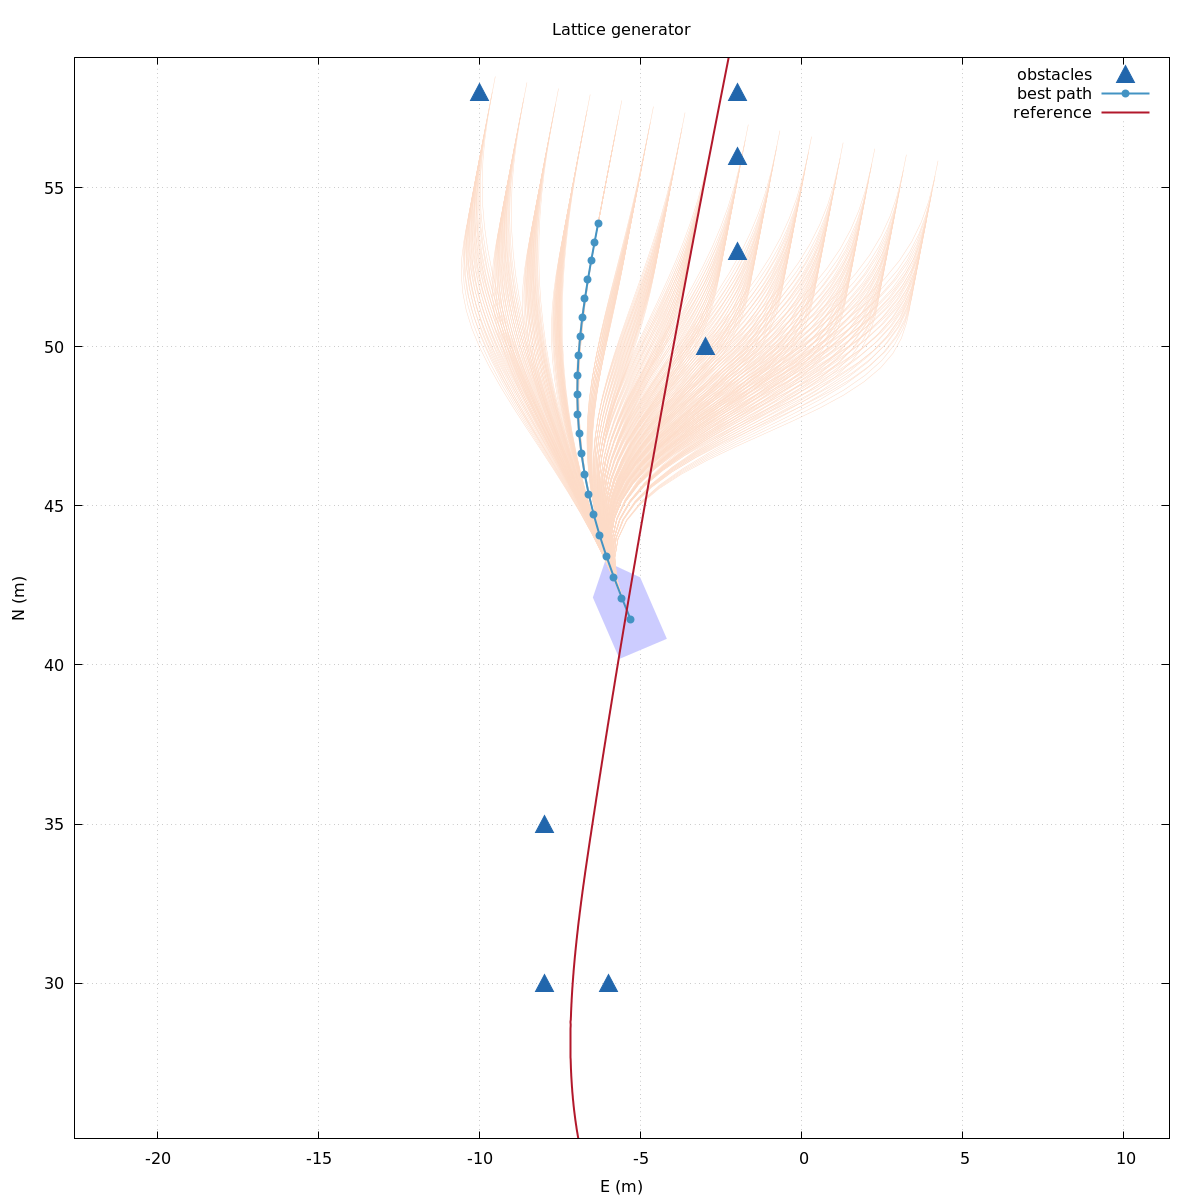 Lattice generator
obstacles
best path
reference
55
50
45
40
35
30
N (m)
-20 -15 -10 -5 0 5 10
E (m)